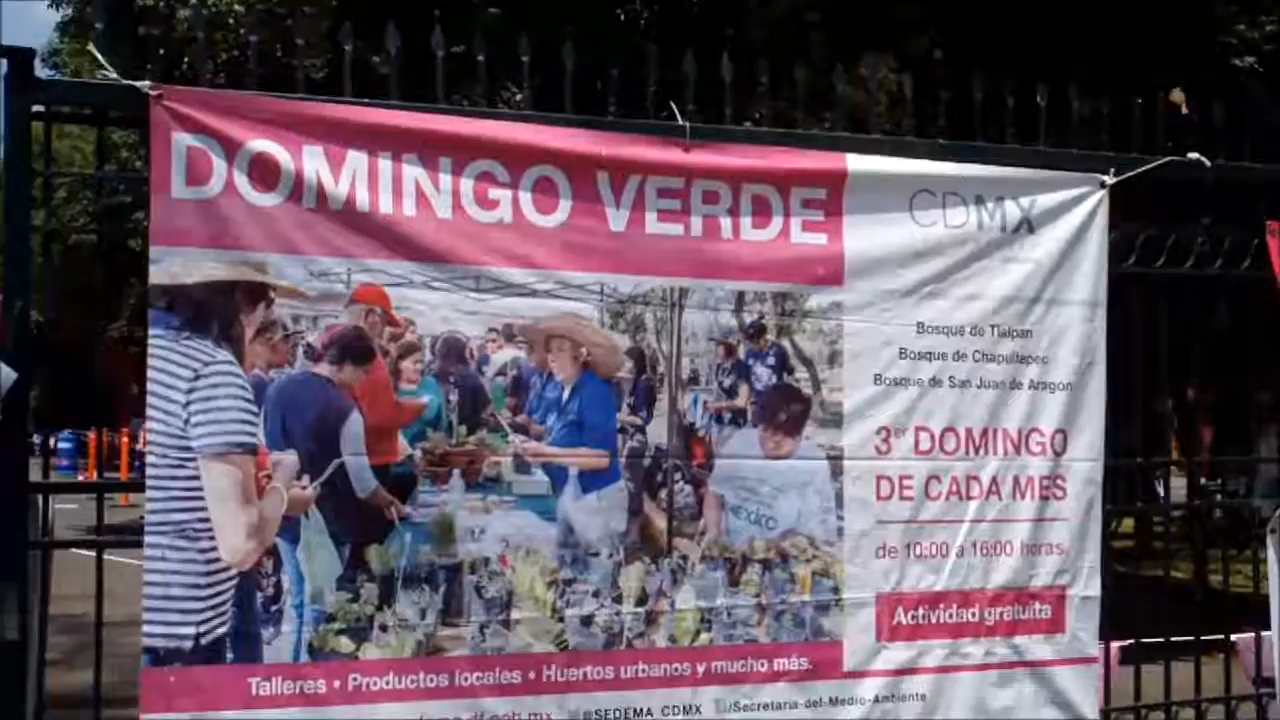 DOMINGO VERDE
CDMX
Bosque de Tlalpan
Bosque de Chapultepec
Bosque de San Juan de Aragón
3er DOMINGO
DE CADA MES
de 10:00 a 16:00 horas.
Actividad gratuita
MEXICO
Talleres • Productos locales • Huertos urbanos y mucho más.
@SEDEMA_CDMX /Secretaria-del-Medio-Ambiente